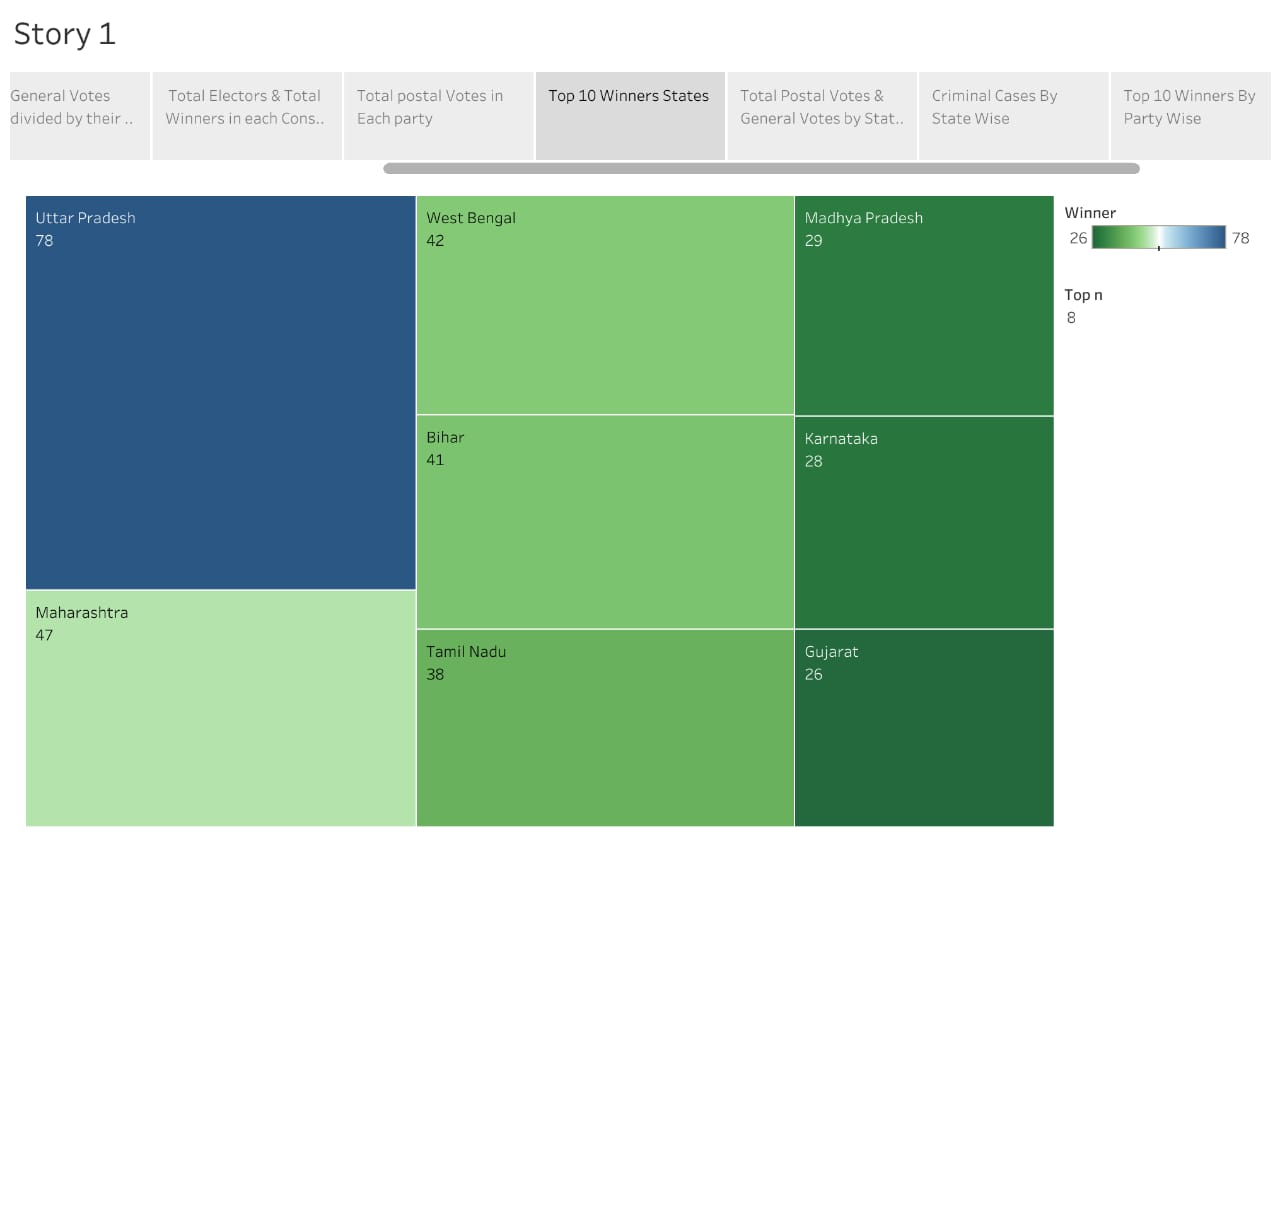 Story 1
General Votes
divided by their ..
Total Electors & Total
Winners in each Cons..
Total postal Votes in
Each party
Top 10 Winners States
Total Postal Votes &
General Votes by Stat..
Criminal Cases By
State Wise
Top 10 Winners By
Party Wise
Uttar Pradesh
78
Maharashtra
47
West Bengal
42
Bihar
41
Tamil Nadu
38
Madhya Pradesh
29
Karnataka
28
Gujarat
26
Winner
26 78
Top n
8